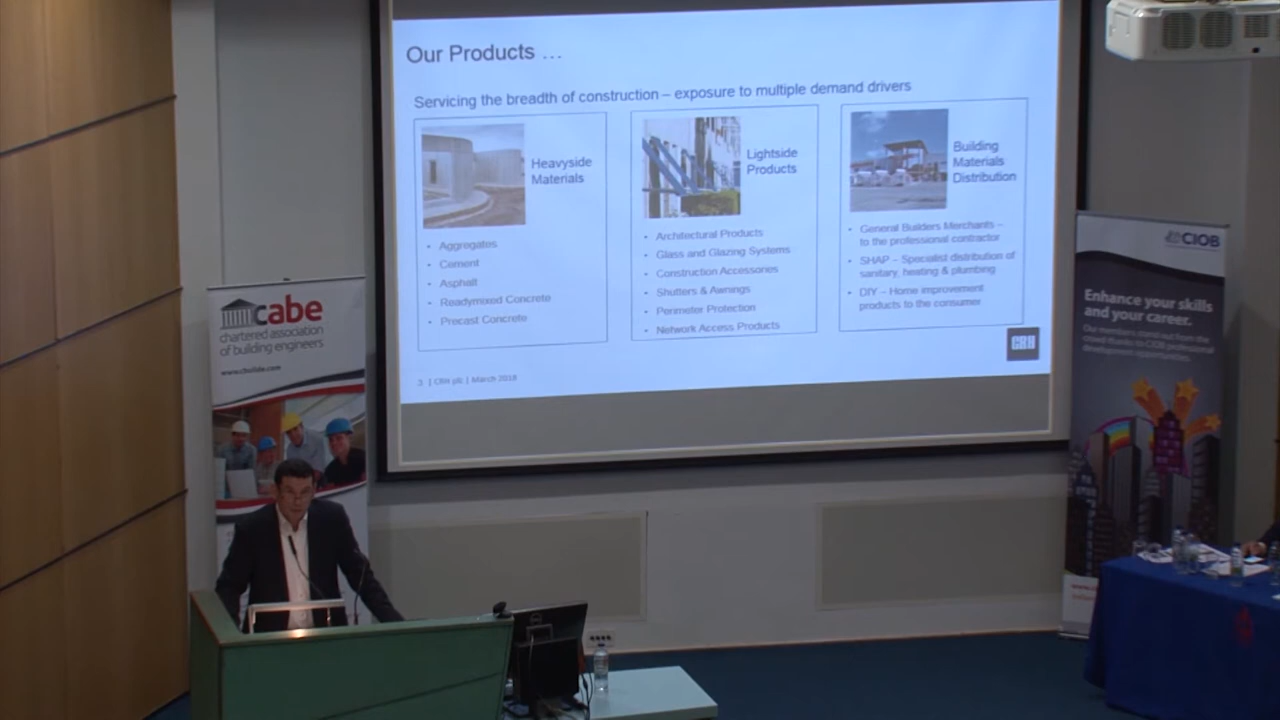 Our Products ...
Servicing the breadth of construction – exposure to multiple demand drivers
Heavyside
Materials
• Aggregates
• Cement
• Asphalt
• Readymixed Concrete
• Precast Concrete
Lightside
Products
• Architectural Products
• Glass and Glazing Systems
• Construction Accessories
• Shutters & Awnings
• Perimeter Protection
• Network Access Products
Building
Materials
Distribution
• General Builders Merchants –
to the professional contractor
• SHAP – Specialist distribution of
sanitary, heating & plumbing
• DIY – Home improvement
products to the consumer
CRH
3 | CRH plc | March 2018
cabe
chartered association
of building engineers
CIOB
Enhance your skills
and your career.